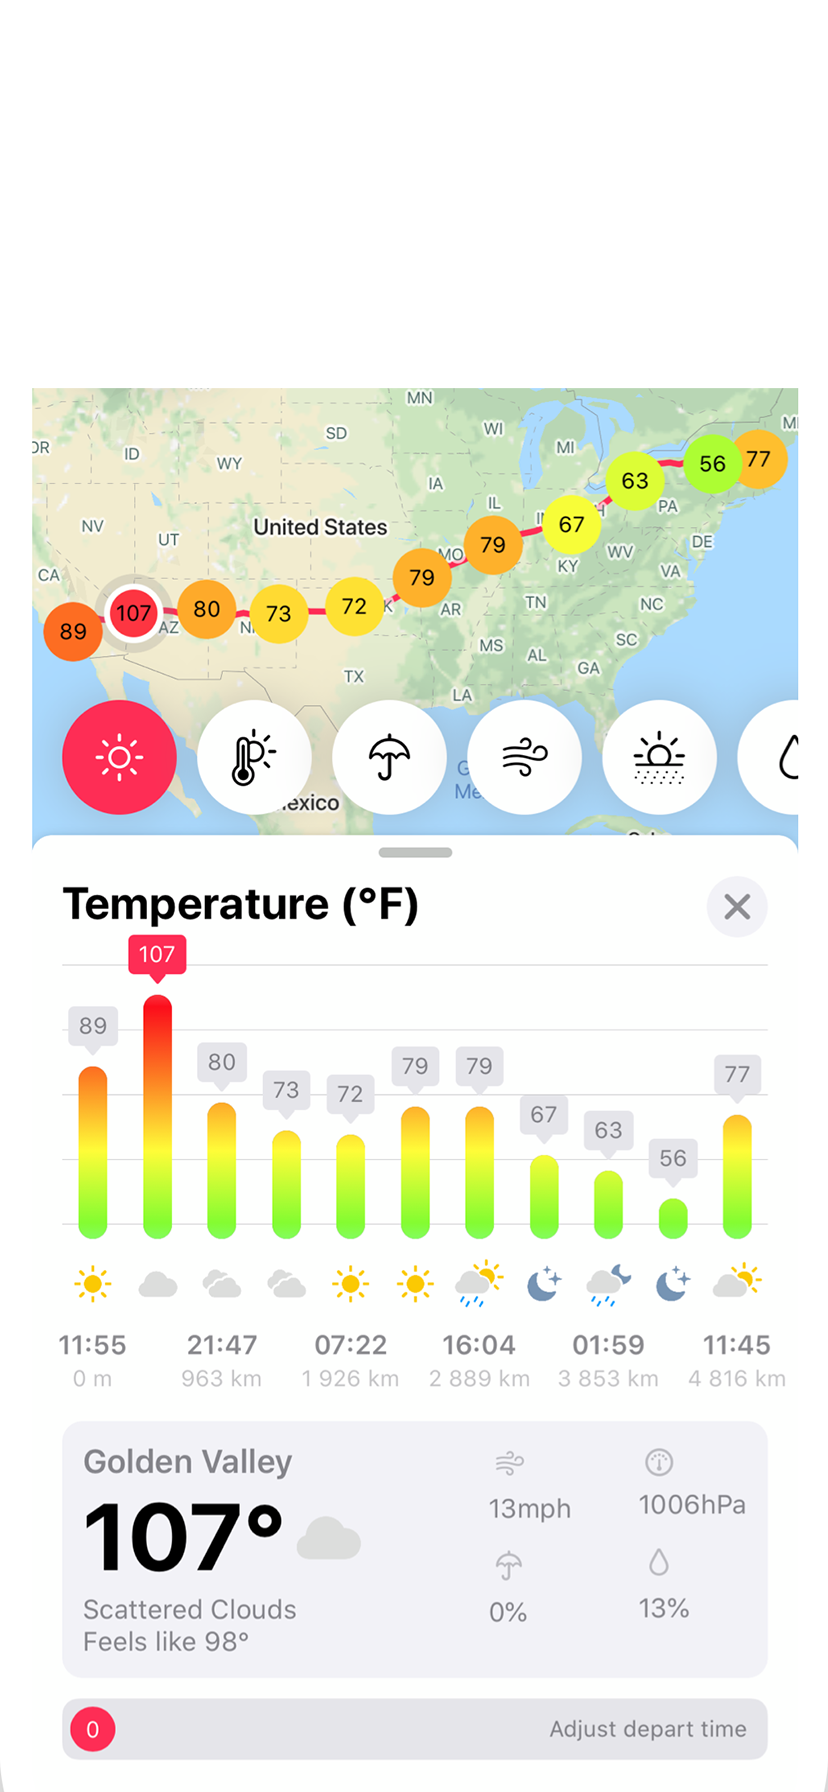 MN
OR
ID
SD
WI
MI
WY
IA
56
77
63
IL
PA
NV
UT
United States
67
OH
MO
79
WV
DE
KY
CA
79
VA
107
80
73
72
AR
TN
NC
89
AZ
MS
AL
SC
GA
TX
LA
Temperature (°F)
107
89
80
73
72
79
79
67
63
56
77
11:55
21:47
07:22
16:04
01:59
11:45
0 m
963 km
1 926 km
2 889 km
3 853 km
4 816 km
Golden Valley
107°
Scattered Clouds
Feels like 98°
13mph
1006hPa
0%
13%
0
Adjust depart time